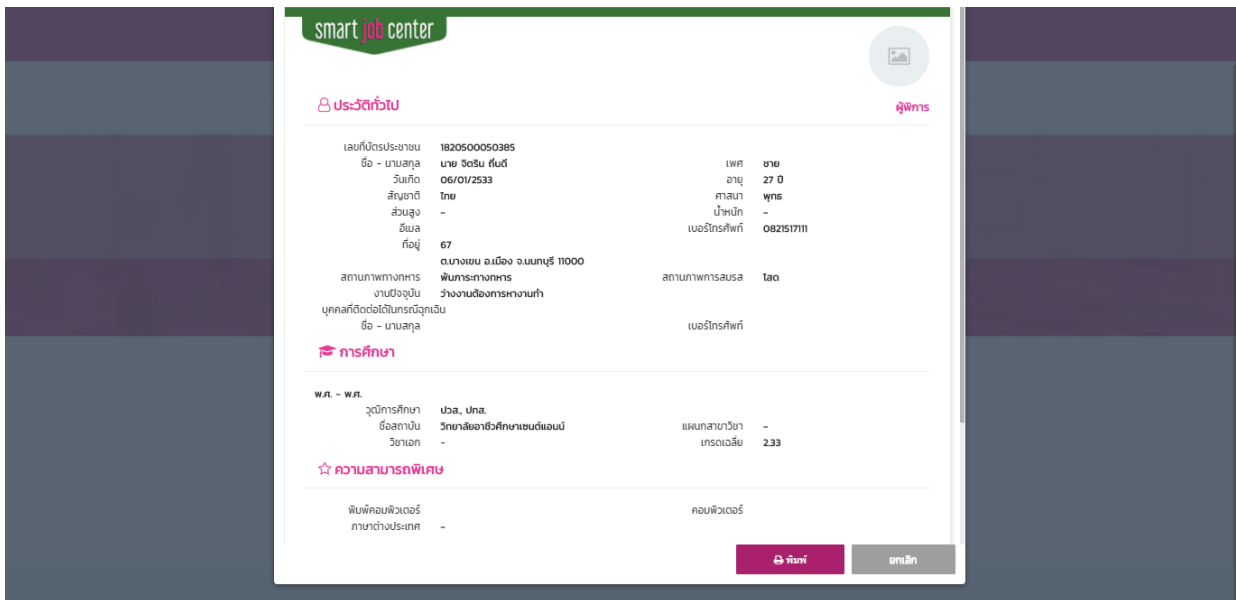 smart job center
ประวัติทั่วไป ผู้พิการ
เลขที่บัตรประชาชน 1820500050385
ชื่อ - นามสกุล นาย จิตริน ถิ่นดี เพศ ชาย
วันเกิด 06/01/2533 อายุ 27 ปี
สัญชาติ ไทย ศาสนา พุทธ
ส่วนสูง - น้ำหนัก -
อีเมล เบอร์โทรศัพท์ 0821517111
ที่อยู่ 67
ต.บางเขน อ.เมือง จ.นนทบุรี 11000
สถานภาพทางทหาร พ้นภาระทางทหาร สถานภาพการสมรส โสด
งานปัจจุบัน ว่างงานต้องการหางานทำ
บุคคลที่ติดต่อได้ในกรณีฉุกเฉิน
ชื่อ - นามสกุล เบอร์โทรศัพท์
การศึกษา
พ.ศ. - พ.ศ.
วุฒิการศึกษา ปวส., ปกส.
ชื่อสถาบัน วิทยาลัยอาชีวศึกษาเซนต์แอนน์ แผนกสาขาวิชา -
วิชาเอก - เกรดเฉลี่ย 2.33
ความสามารถพิเศษ
พิมพ์คอมพิวเตอร์ คอมพิวเตอร์
ภาษาต่างประเทศ -
พิมพ์ ยกเลิก